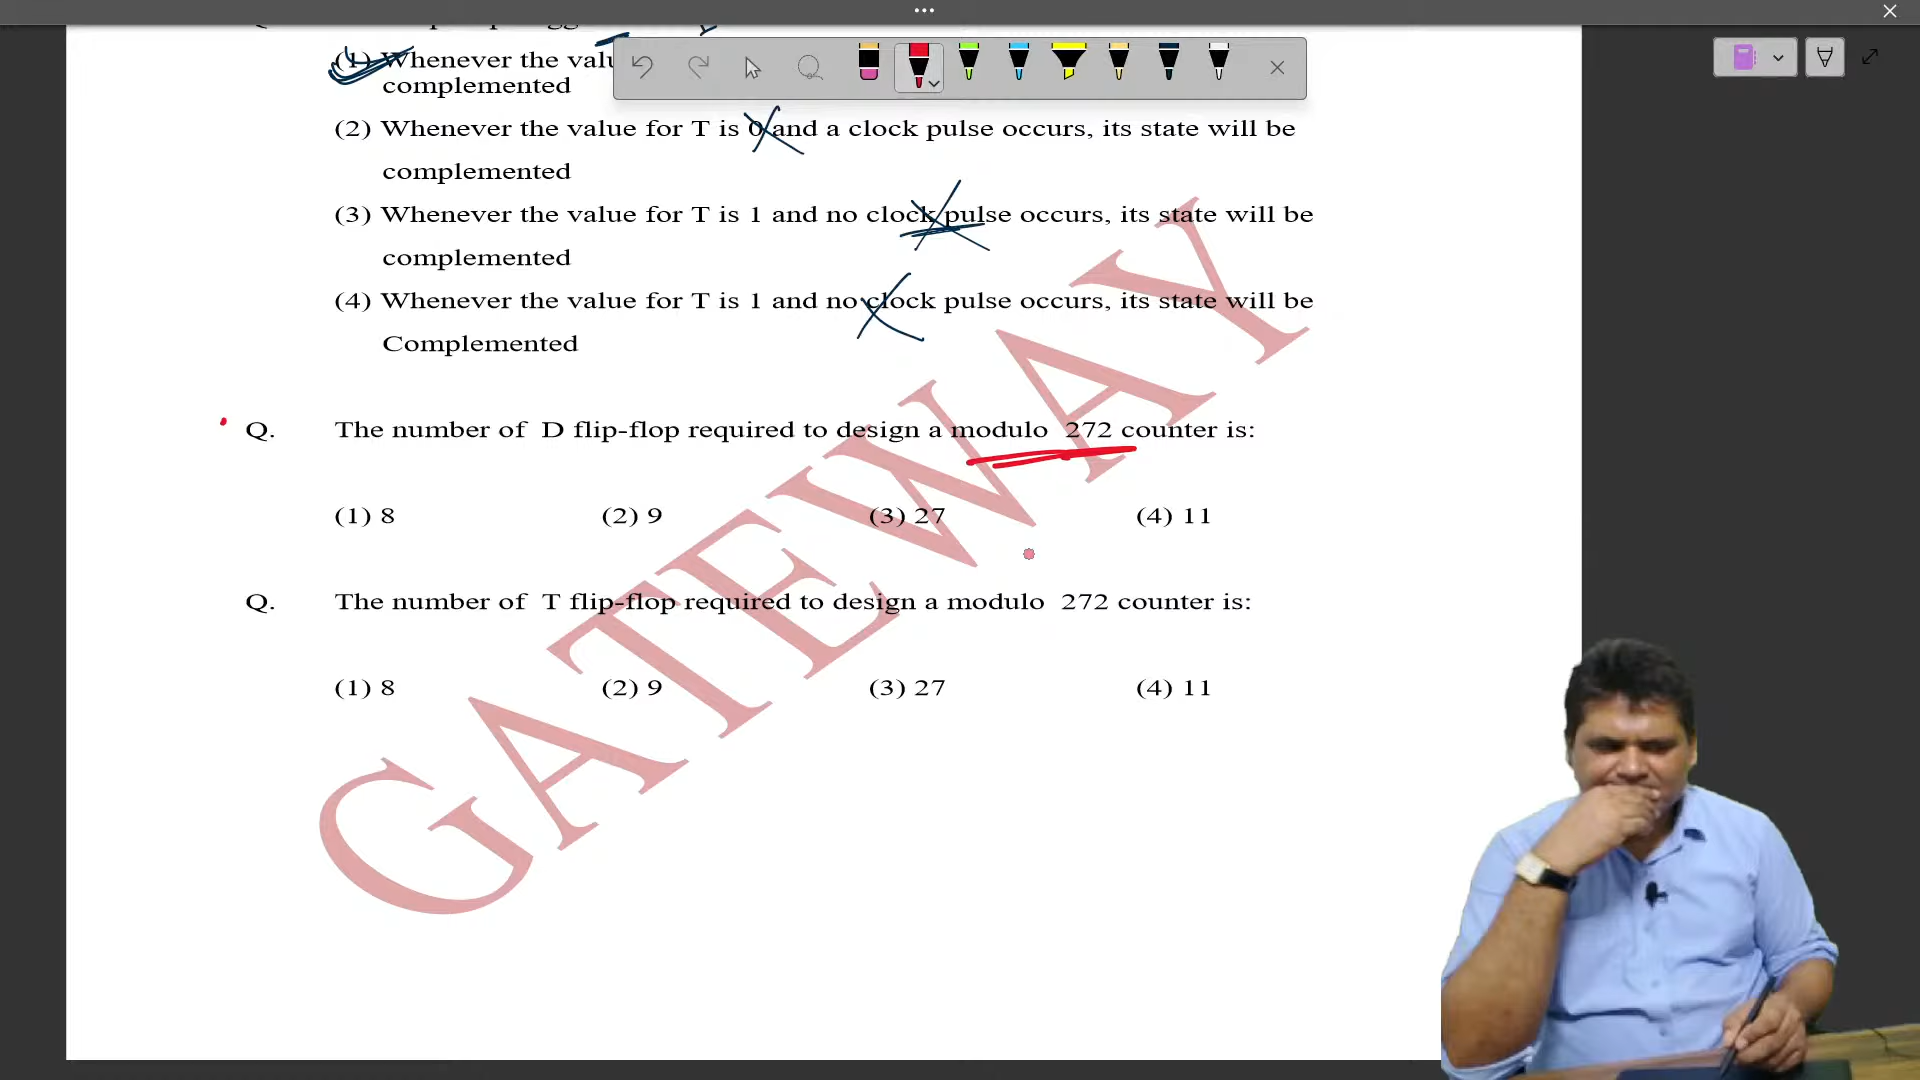 (1) Whenever the valu
complemented
(2) Whenever the value for T is 0 and a clock pulse occurs, its state will be
complemented
(3) Whenever the value for T is 1 and no clock pulse occurs, its state will be
complemented
(4) Whenever the value for T is 1 and no clock pulse occurs, its state will be
Complemented
Q. The number of D flip-flop required to design a modulo 272 counter is:
(1) 8 (2) 9 (3) 27 (4) 11
Q. The number of T flip-flop required to design a modulo 272 counter is:
(1) 8 (2) 9 (3) 27 (4) 11
GATEWAY